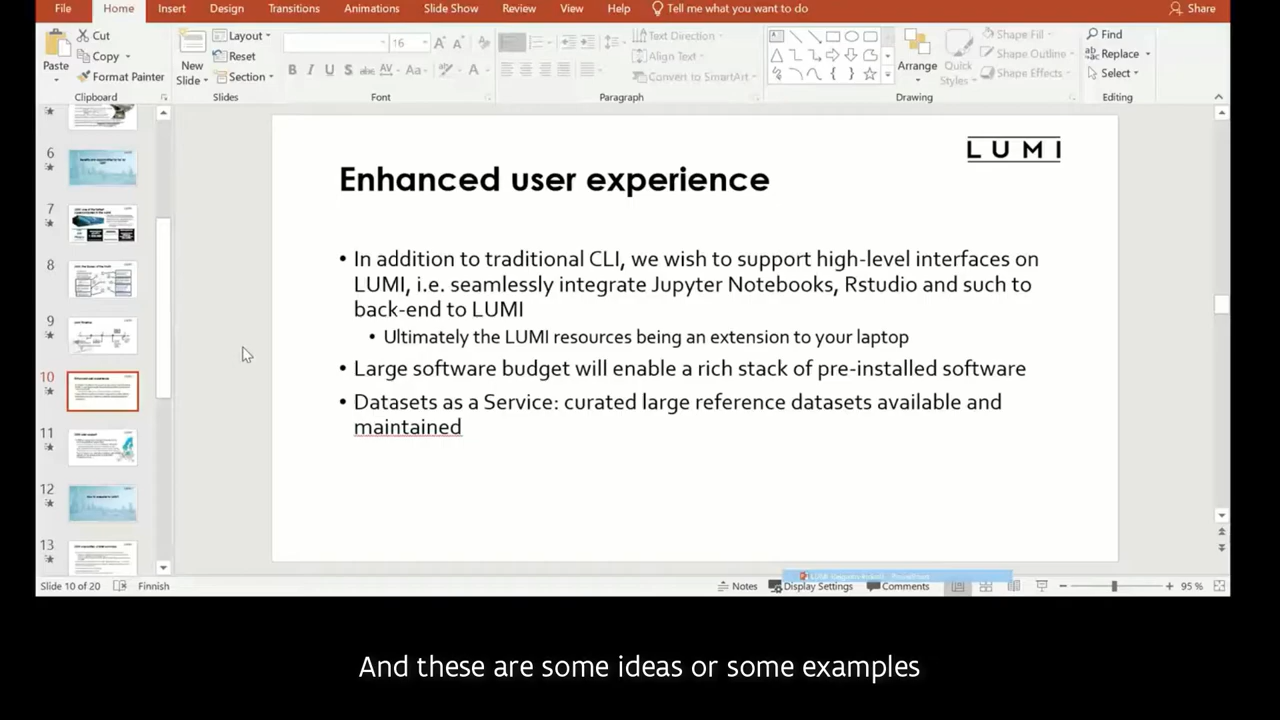 File Home Insert Design Transitions Animations Slide Show Review View Help Tell me what you want to do Share
Cut
Copy
Format Painter
Paste
Clipboard
New
Slide
Layout
Reset
Section
Slides
16
B I U S abc AV Aa A
Font
Text Direction
Align Text
Convert to SmartArt
Paragraph
Arrange
Quick
Styles
Shape Fill
Shape Outline
Shape Effects
Drawing
Find
Replace
Select
Editing
6
7
8
9
10
11
12
13
LUMI
Enhanced user experience
• In addition to traditional CLI, we wish to support high-level interfaces on
LUMI, i.e. seamlessly integrate Jupyter Notebooks, Rstudio and such to
back-end to LUMI
• Ultimately the LUMI resources being an extension to your laptop
• Large software budget will enable a rich stack of pre-installed software
• Datasets as a Service: curated large reference datasets available and
maintained
Slide 10 of 20 Finnish Notes Display Settings Comments 95 %
And these are some ideas or some examples